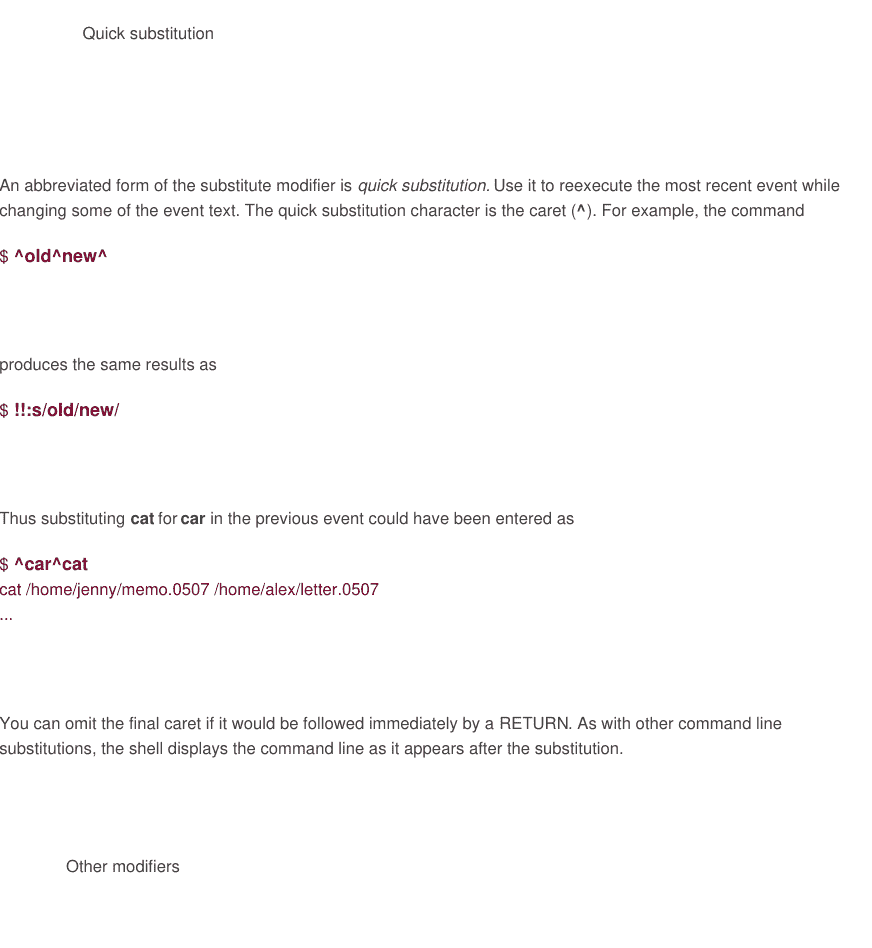 Quick substitution
An abbreviated form of the substitute modifier is quick substitution. Use it to reexecute the most recent event while
changing some of the event text. The quick substitution character is the caret (^). For example, the command
$ ^old^new^
produces the same results as
$ !!:s/old/new/
Thus substituting cat for car in the previous event could have been entered as
$ ^car^cat
cat /home/jenny/memo.0507 /home/alex/letter.0507
...
You can omit the final caret if it would be followed immediately by a RETURN. As with other command line
substitutions, the shell displays the command line as it appears after the substitution.
Other modifiers